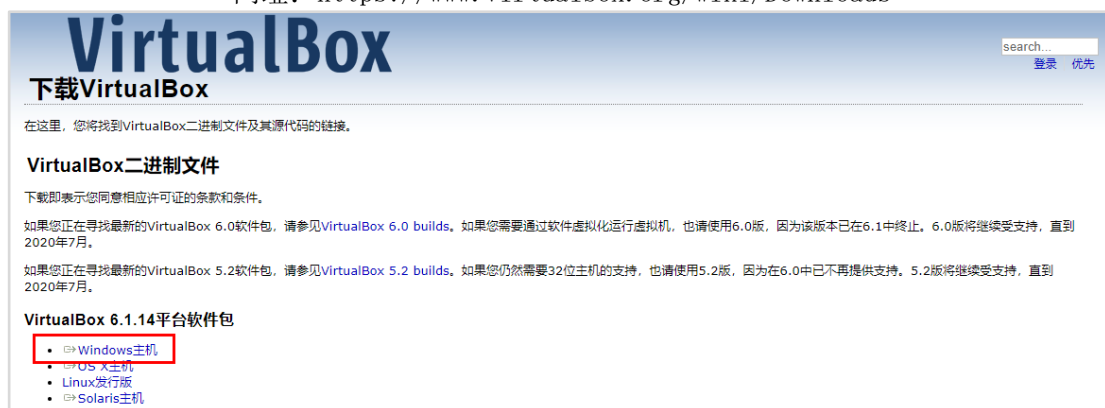 网址: https://www.virtualbox.org/wiki/Downloads
VirtualBox
search...
登录 优先
下载VirtualBox
在这里，您将找到VirtualBox二进制文件及其源代码的链接。
VirtualBox二进制文件
下载即表示您同意相应许可证的条款和条件。
如果您正在寻找最新的VirtualBox 6.0软件包，请参见VirtualBox 6.0 builds。如果您需要通过软件虚拟化运行虚拟机，也请使用6.0版，因为该版本已在6.1中终止。6.0版将继续受支持，直到
2020年7月。
如果您正在寻找最新的VirtualBox 5.2软件包，请参见VirtualBox 5.2 builds。如果您仍然需要32位主机的支持，也请使用5.2版，因为在6.0中已不再提供支持。5.2版将继续受支持，直到
2020年7月。
VirtualBox 6.1.14平台软件包
Windows主机
OS X主机
Linux发行版
Solaris主机